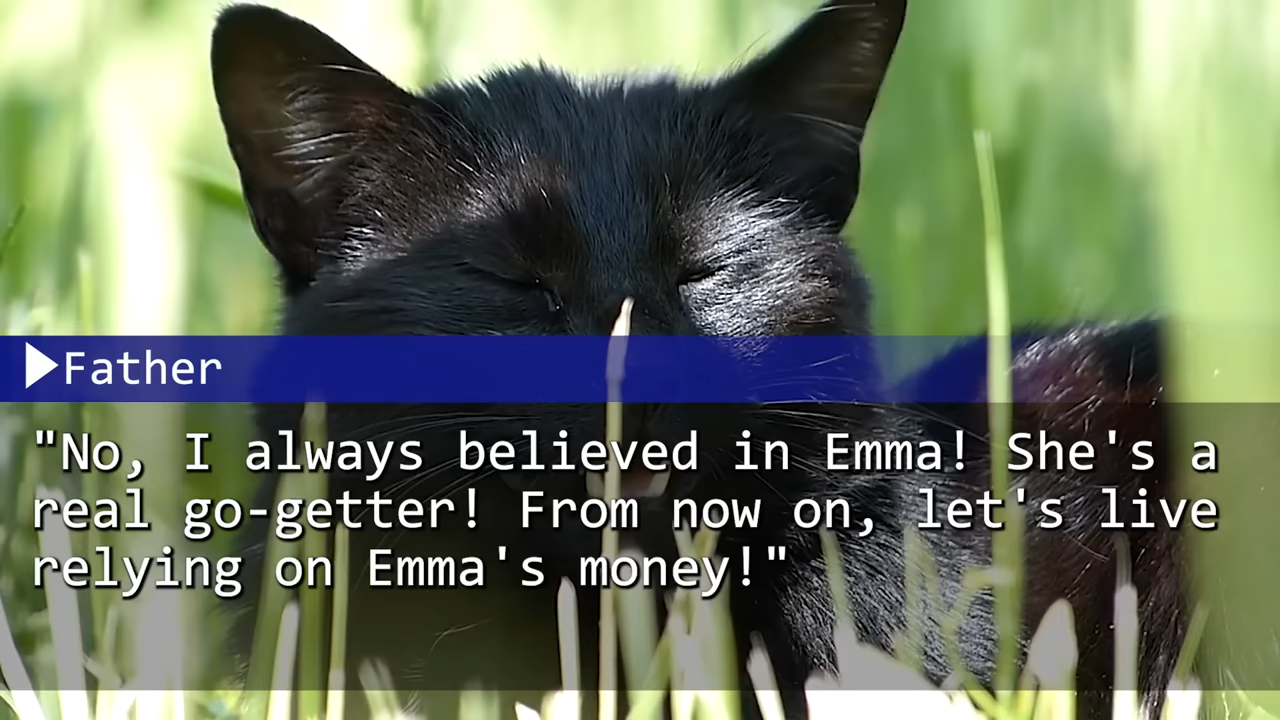 ▶Father
"No, I always believed in Emma! She's a
real go-getter! From now on, let's live
relying on Emma's money!"